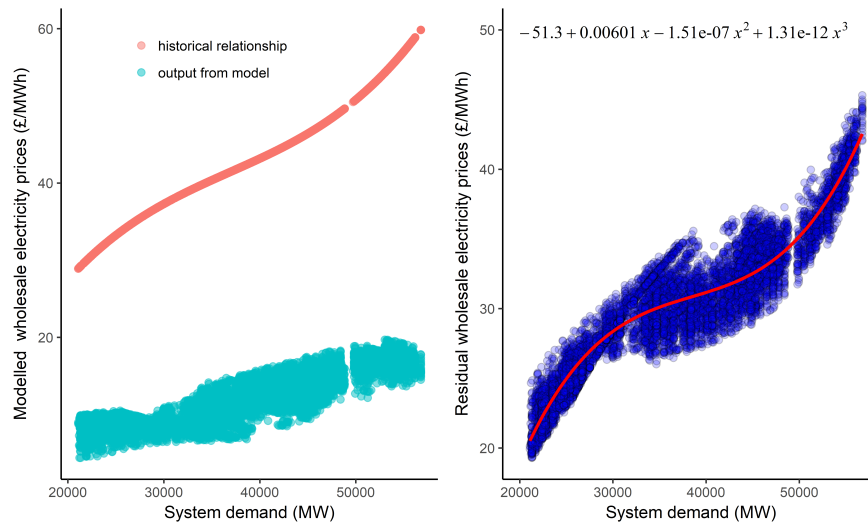 Modelled  wholesale electricity prices (£/MWh)
60
40
20
historical relationship
output from model
20000 30000 40000 50000
System demand (MW)
Residual wholesale electricity prices (£/MWh)
50
40
30
20
−51.3 + 0.00601 x − 1.51e-07 x² + 1.31e-12 x³
20000 30000 40000 50000
System demand (MW)